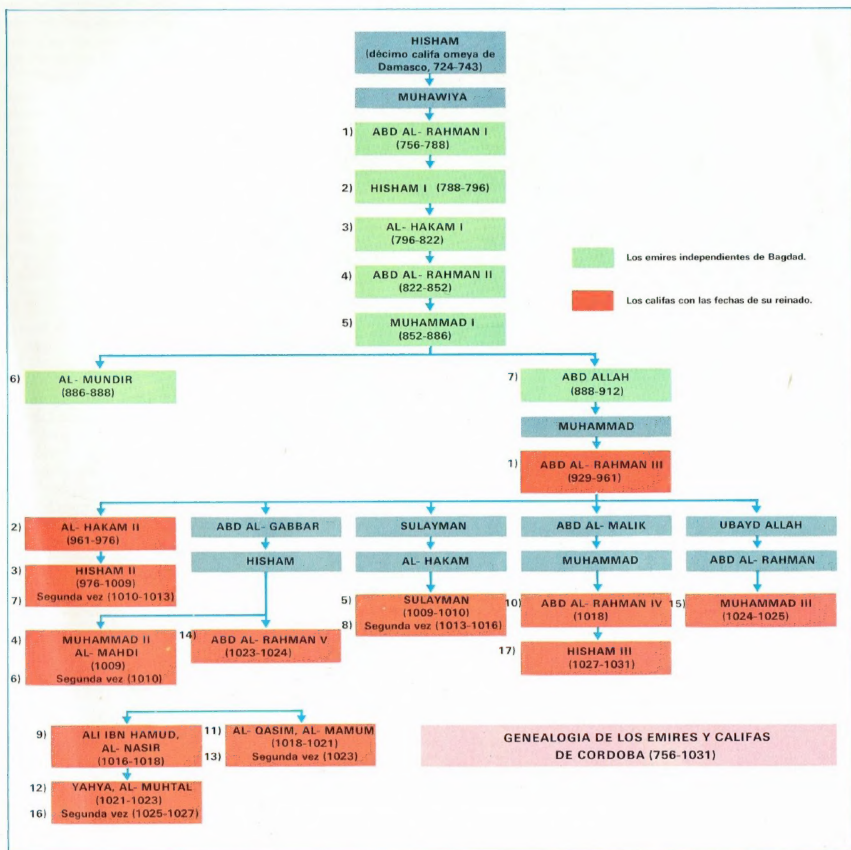 HISHAM
(décimo califa omeya de
Damasco, 724-743)
MUHAWIYA
1) ABD AL- RAHMAN I
(756-788)
2) HISHAM I (788-796)
3) AL- HAKAM I
(796-822)
Los emires independientes de Bagdad.
4) ABD AL- RAHMAN II
(822-852)
Los califas con las fechas de su reinado.
5) MUHAMMAD I
(852-886)
6) AL- MUNDIR
(886-888)
7) ABD ALLAH
(888-912)
MUHAMMAD
1) ABD AL- RAHMAN III
(929-961)
2) AL- HAKAM II
(961-976)
ABD AL- GABBAR
SULAYMAN
ABD AL- MALIK
UBAYD ALLAH
3) HISHAM II
(976-1009)
7) Segunda vez (1010-1013)
HISHAM
AL- HAKAM
MUHAMMAD
ABD AL- RAHMAN
5) SULAYMAN
(1009-1010)
8) Segunda vez (1013-1016)
10) ABD AL- RAHMAN IV
(1018)
15) MUHAMMAD III
(1024-1025)
4) MUHAMMAD II
AL- MAHDI
(1009)
6) Segunda vez (1010)
14) ABD AL- RAHMAN V
(1023-1024)
17) HISHAM III
(1027-1031)
9) ALI IBN HAMUD,
AL- NASIR
(1016-1018)
11) AL- QASIM, AL- MAMUM
(1018-1021)
13) Segunda vez (1023)
12) YAHYA, AL- MUHTAL
(1021-1023)
16) Segunda vez (1025-1027)
GENEALOGIA DE LOS EMIRES Y CALIFAS
DE CORDOBA (756-1031)